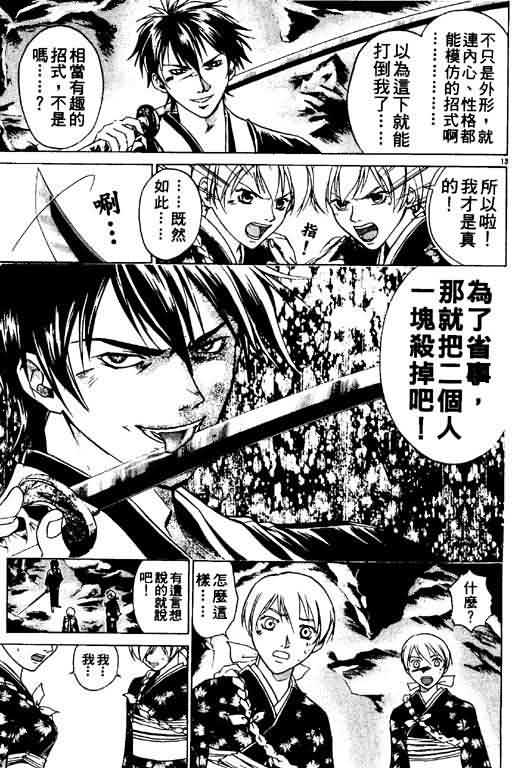 不只是外形，就
連內心、性格都
能模仿的招式啊
………………
以為這下就能
打倒我了……
相當有趣的
招式，不是
嗎……？
13
所以啦！
我才是真
的！
指！
……既然
如此……
唰…
為了省事，
那就把二個人
一塊殺掉吧！
什麼？
怎麼這
樣……
有遺言想
說的就說
吧！
我…
我…